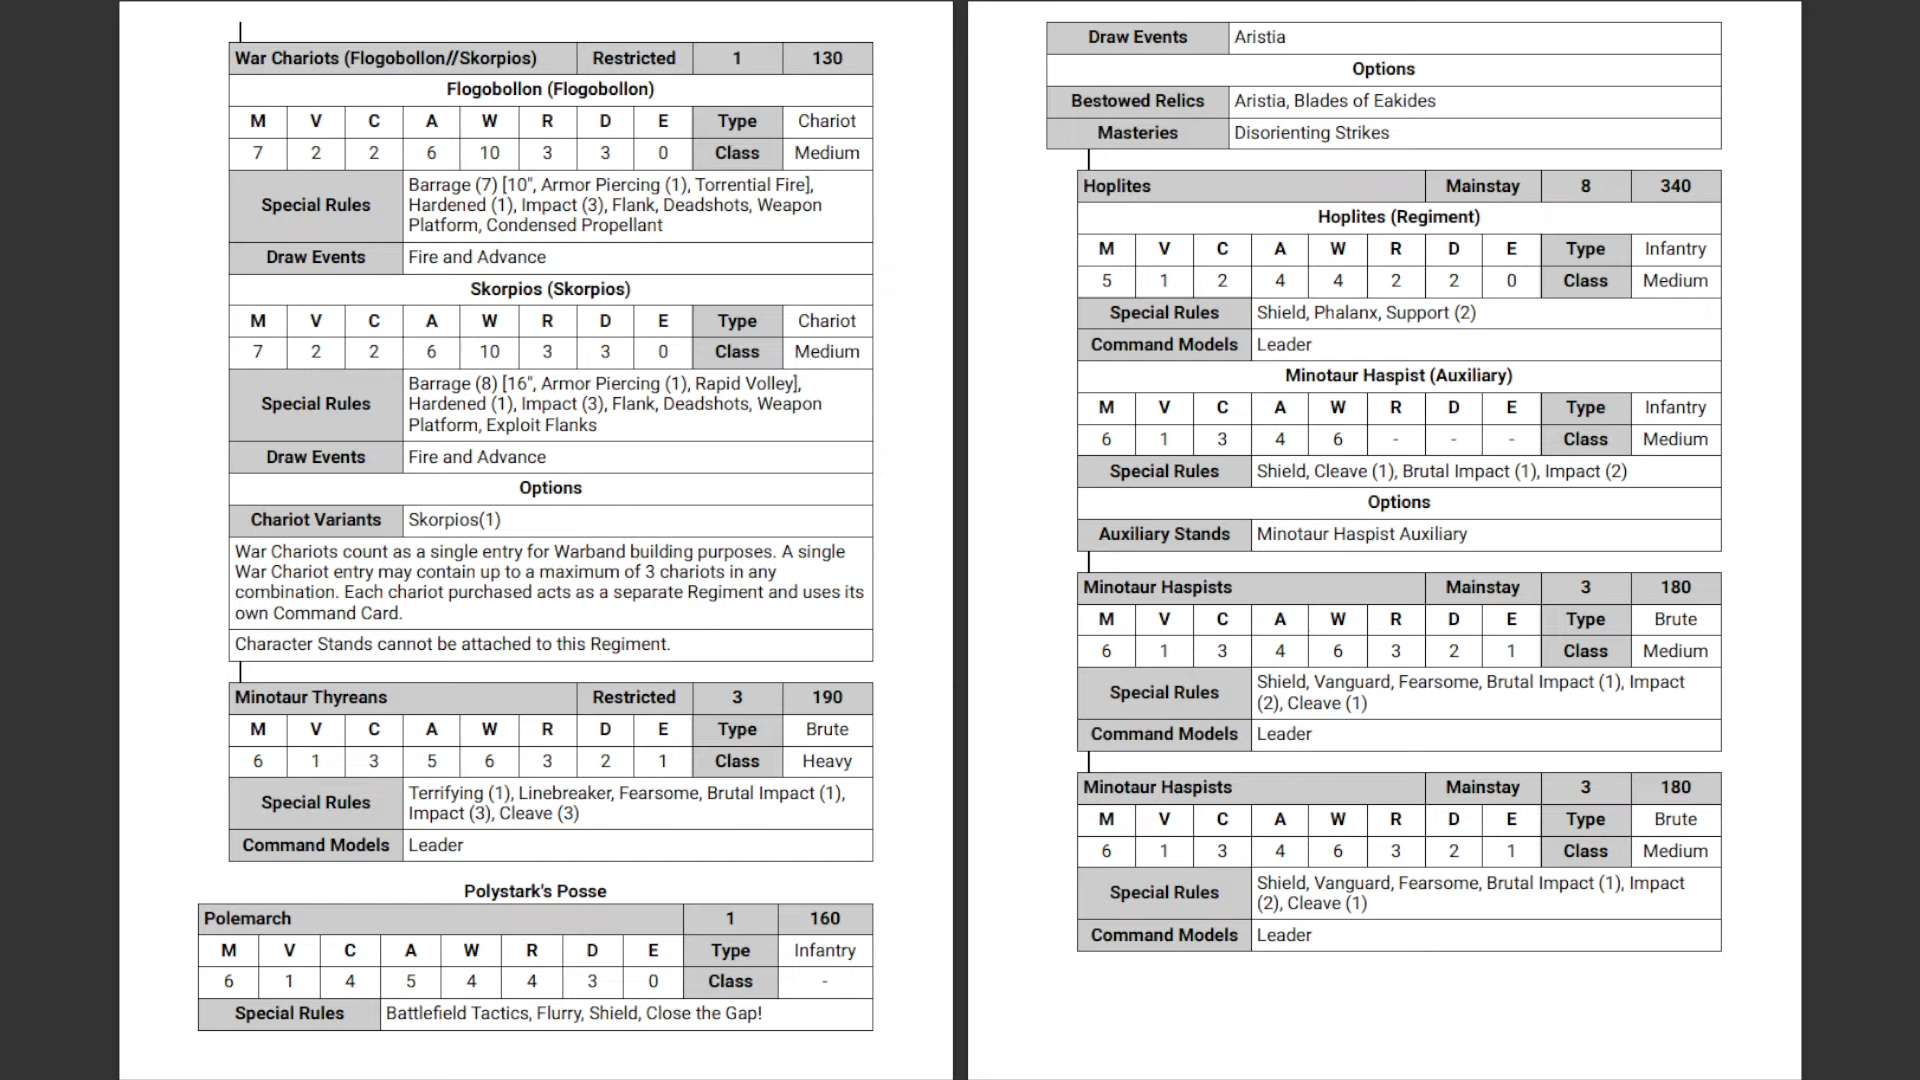 War Chariots (Flogobollon//Skorpios) Restricted 1 130
Flogobollon (Flogobollon)
M V C A W R D E Type Chariot
7 2 2 6 10 3 3 0 Class Medium
Special Rules Barrage (7) [10", Armor Piercing (1), Torrential Fire],
Hardened (1), Impact (3), Flank, Deadshots, Weapon
Platform, Condensed Propellant
Draw Events Fire and Advance
Skorpios (Skorpios)
M V C A W R D E Type Chariot
7 2 2 6 10 3 3 0 Class Medium
Special Rules Barrage (8) [16", Armor Piercing (1), Rapid Volley],
Hardened (1), Impact (3), Flank, Deadshots, Weapon
Platform, Exploit Flanks
Draw Events Fire and Advance
Options
Chariot Variants Skorpios(1)
War Chariots count as a single entry for Warband building purposes. A single
War Chariot entry may contain up to a maximum of 3 chariots in any
combination. Each chariot purchased acts as a separate Regiment and uses its
own Command Card.
Character Stands cannot be attached to this Regiment.
Minotaur Thyreans Restricted 3 190
M V C A W R D E Type Brute
6 1 3 5 6 3 2 1 Class Heavy
Special Rules Terrifying (1), Linebreaker, Fearsome, Brutal Impact (1),
Impact (3), Cleave (3)
Command Models Leader
Polystark's Posse
Polemarch 1 160
M V C A W R D E Type Infantry
6 1 4 5 4 4 3 0 Class -
Special Rules Battlefield Tactics, Flurry, Shield, Close the Gap!
Draw Events Aristia
Options
Bestowed Relics Aristia, Blades of Eakides
Masteries Disorienting Strikes
Hoplites Mainstay 8 340
Hoplites (Regiment)
M V C A W R D E Type Infantry
5 1 2 4 4 2 2 0 Class Medium
Special Rules Shield, Phalanx, Support (2)
Command Models Leader
Minotaur Haspist (Auxiliary)
M V C A W R D E Type Infantry
6 1 3 4 6 - - - Class Medium
Special Rules Shield, Cleave (1), Brutal Impact (1), Impact (2)
Options
Auxiliary Stands Minotaur Haspist Auxiliary
Minotaur Haspists Mainstay 3 180
M V C A W R D E Type Brute
6 1 3 4 6 3 2 1 Class Medium
Special Rules Shield, Vanguard, Fearsome, Brutal Impact (1), Impact
(2), Cleave (1)
Command Models Leader
Minotaur Haspists Mainstay 3 180
M V C A W R D E Type Brute
6 1 3 4 6 3 2 1 Class Medium
Special Rules Shield, Vanguard, Fearsome, Brutal Impact (1), Impact
(2), Cleave (1)
Command Models Leader